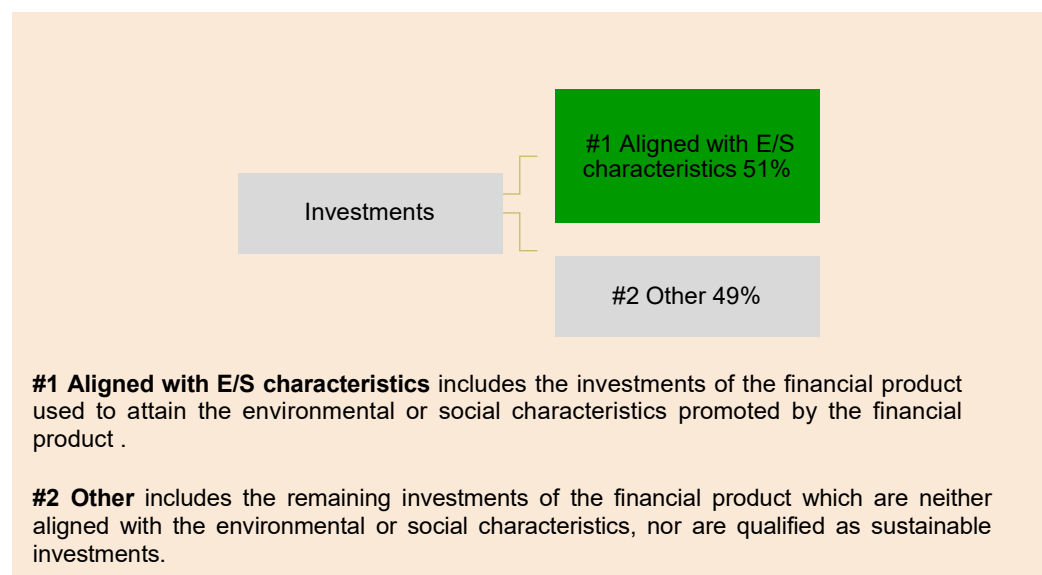 #1 Aligned with E/S
characteristics 51%
Investments
#2 Other 49%
#1 Aligned with E/S characteristics includes the investments of the financial product
used to attain the environmental or social characteristics promoted by the financial
product .
#2 Other includes the remaining investments of the financial product which are neither
aligned with the environmental or social characteristics, nor are qualified as sustainable
investments.